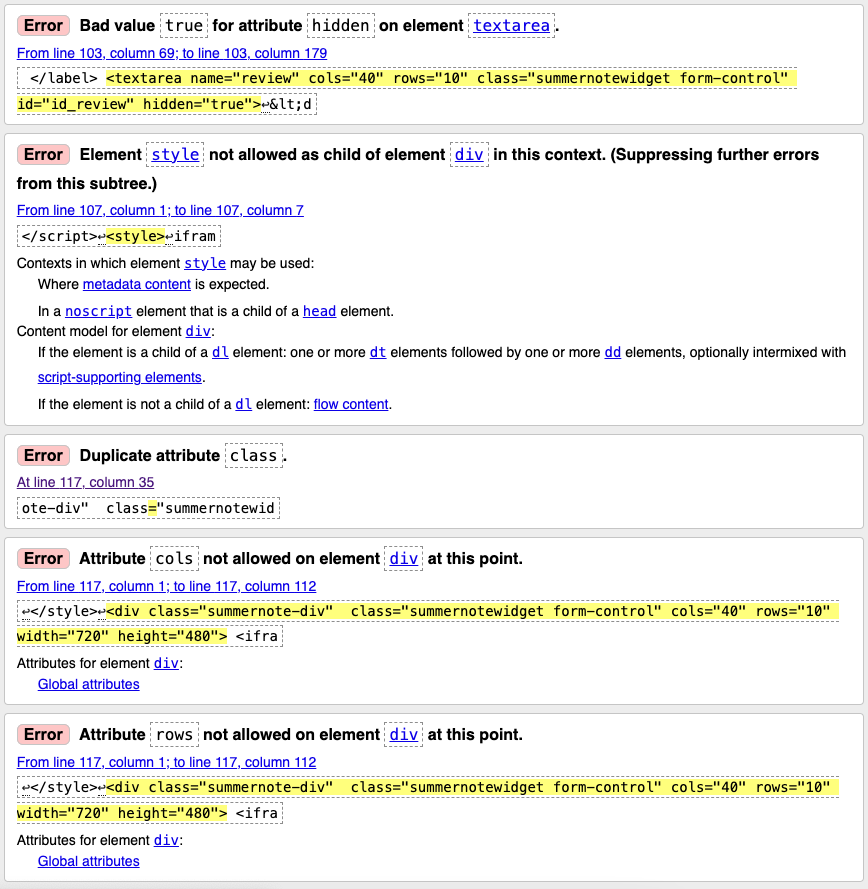 Error Bad value true for attribute hidden on element textarea.
From line 103, column 69; to line 103, column 179
</label> <textarea name="review" cols="40" rows="10" class="summernotewidget form-control"
id="id_review" hidden="true">↩&lt;d
Error Element style not allowed as child of element div in this context. (Suppressing further errors
from this subtree.)
From line 107, column 1; to line 107, column 7
</script>↩<style>↩ifram
Contexts in which element style may be used:
Where metadata content is expected.
In a noscript element that is a child of a head element.
Content model for element div:
If the element is a child of a dl element: one or more dt elements followed by one or more dd elements, optionally intermixed with
script-supporting elements.
If the element is not a child of a dl element: flow content.
Error Duplicate attribute class.
At line 117, column 35
ote-div"  class="summernotewid
Error Attribute cols not allowed on element div at this point.
From line 117, column 1; to line 117, column 112
↩</style>↩<div class="summernote-div"  class="summernotewidget form-control" cols="40" rows="10"
width="720" height="480"> <ifra
Attributes for element div:
Global attributes
Error Attribute rows not allowed on element div at this point.
From line 117, column 1; to line 117, column 112
↩</style>↩<div class="summernote-div"  class="summernotewidget form-control" cols="40" rows="10"
width="720" height="480"> <ifra
Attributes for element div:
Global attributes